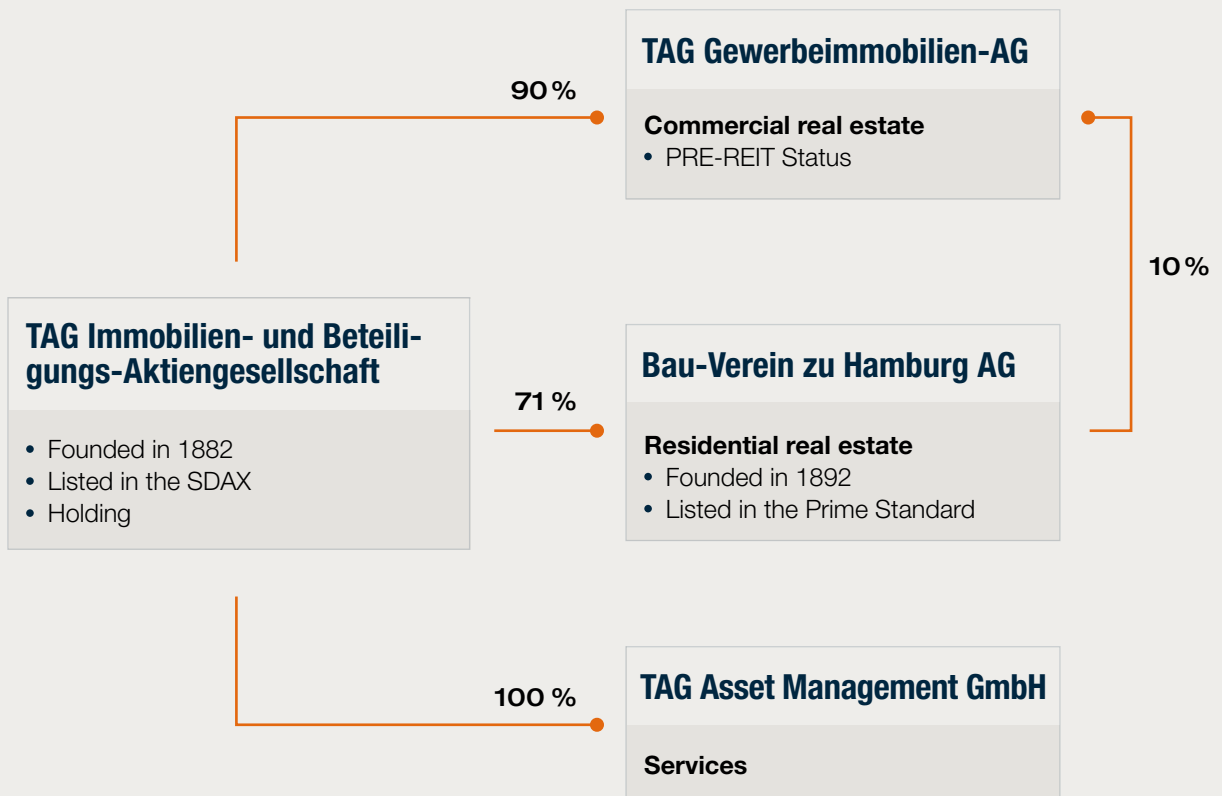 TAG Gewerbeimmobilien-AG
90 %
Commercial real estate
• PRE-REIT Status
10 %
TAG Immobilien- und Beteili-
gungs-Aktiengesellschaft
• Founded in 1882
• Listed in the SDAX
• Holding
71 %
Bau-Verein zu Hamburg AG
Residential real estate
• Founded in 1892
• Listed in the Prime Standard
100 %
TAG Asset Management GmbH
Services